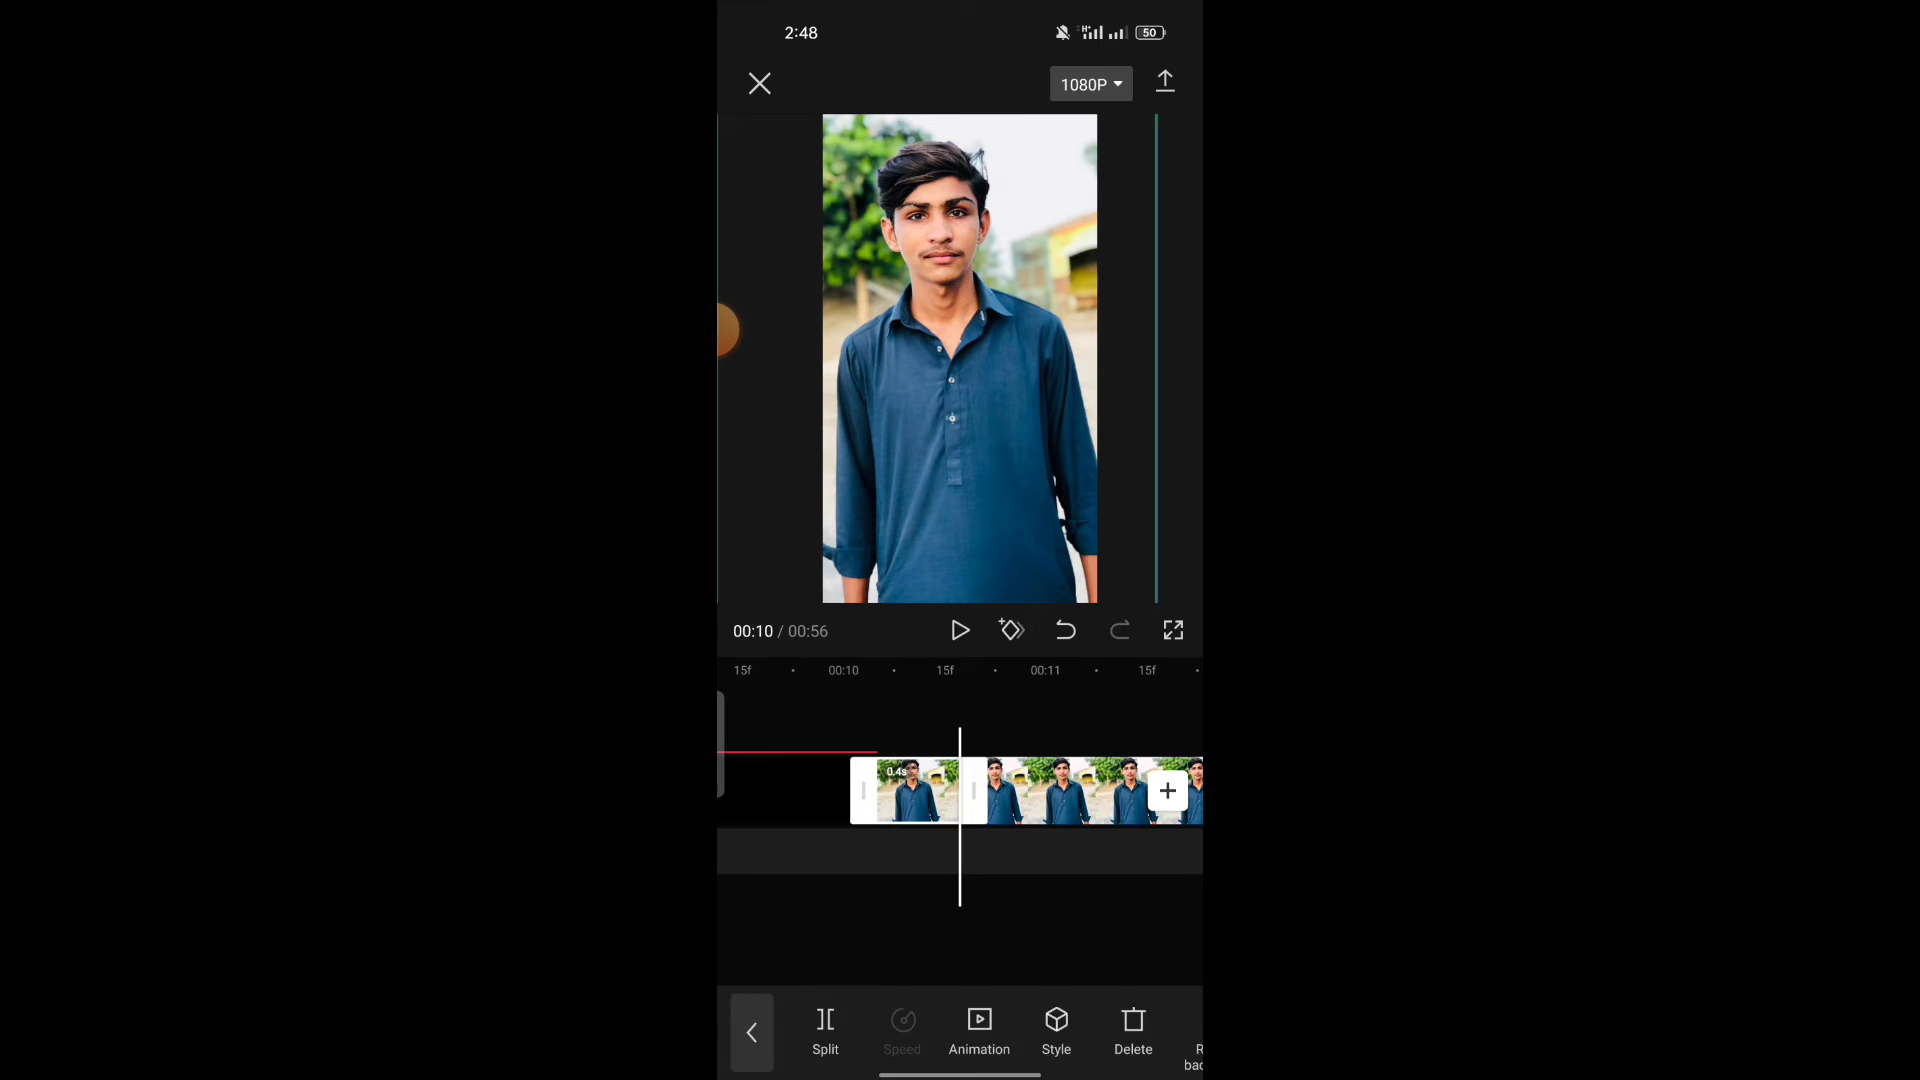 2:48
H+
50
1080P
00:10 / 00:56
15f 00:10 15f 00:11 15f
0.4s
Split Speed Animation Style Delete